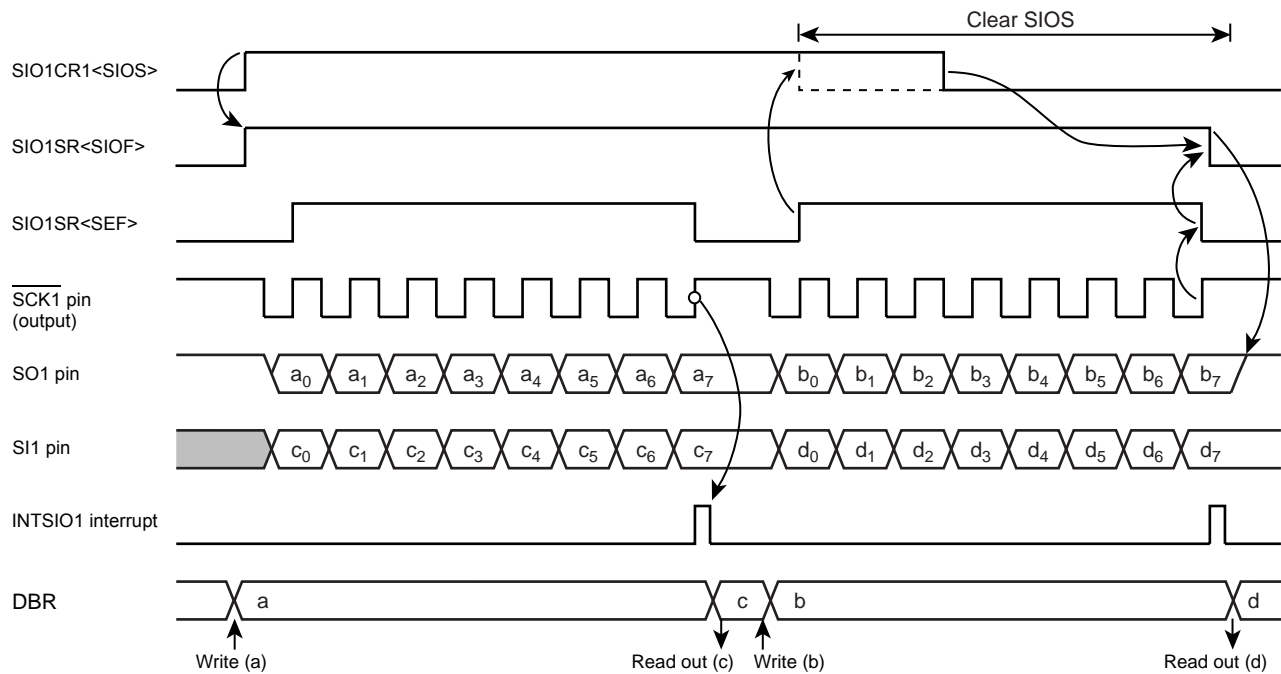 Clear SIOS
SIO1CR1<SIOS>
SIO1SR<SIOF>
SIO1SR<SEF>
SCK1 pin
(output)
SO1 pin a0 a1 a2 a3 a4 a5 a6 a7 b0 b1 b2 b3 b4 b5 b6 b7
SI1 pin c0 c1 c2 c3 c4 c5 c6 c7 d0 d1 d2 d3 d4 d5 d6 d7
INTSIO1 interrupt
DBR a c b d
Write (a) Read out (c) Write (b) Read out (d)